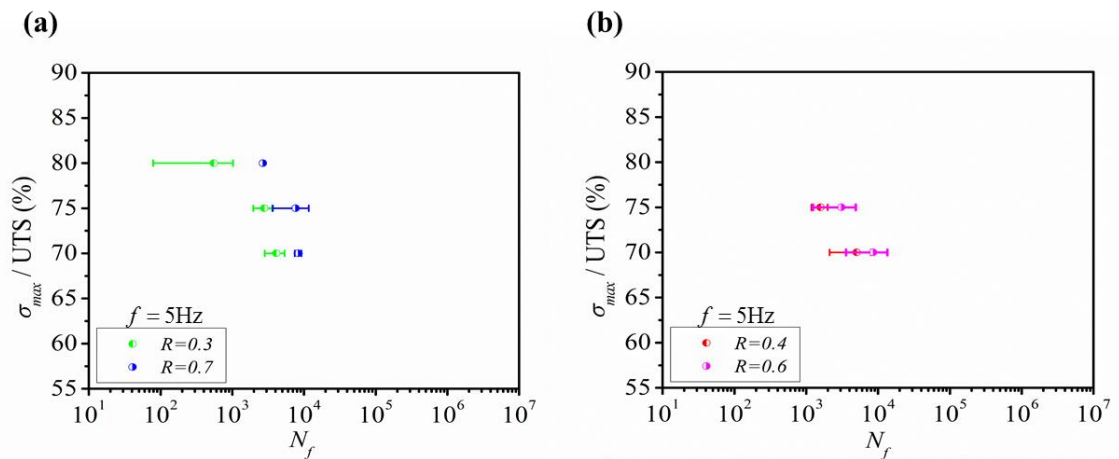 (a)
90
85
80
75
70
65
60
55
σmax / UTS (%)
f = 5Hz
R=0.3
R=0.7
10¹ 10² 10³ 10⁴ 10⁵ 10⁶ 10⁷
Nf
(b)
90
85
80
75
70
65
60
55
σmax / UTS (%)
f = 5Hz
R=0.4
R=0.6
10¹ 10² 10³ 10⁴ 10⁵ 10⁶ 10⁷
Nf